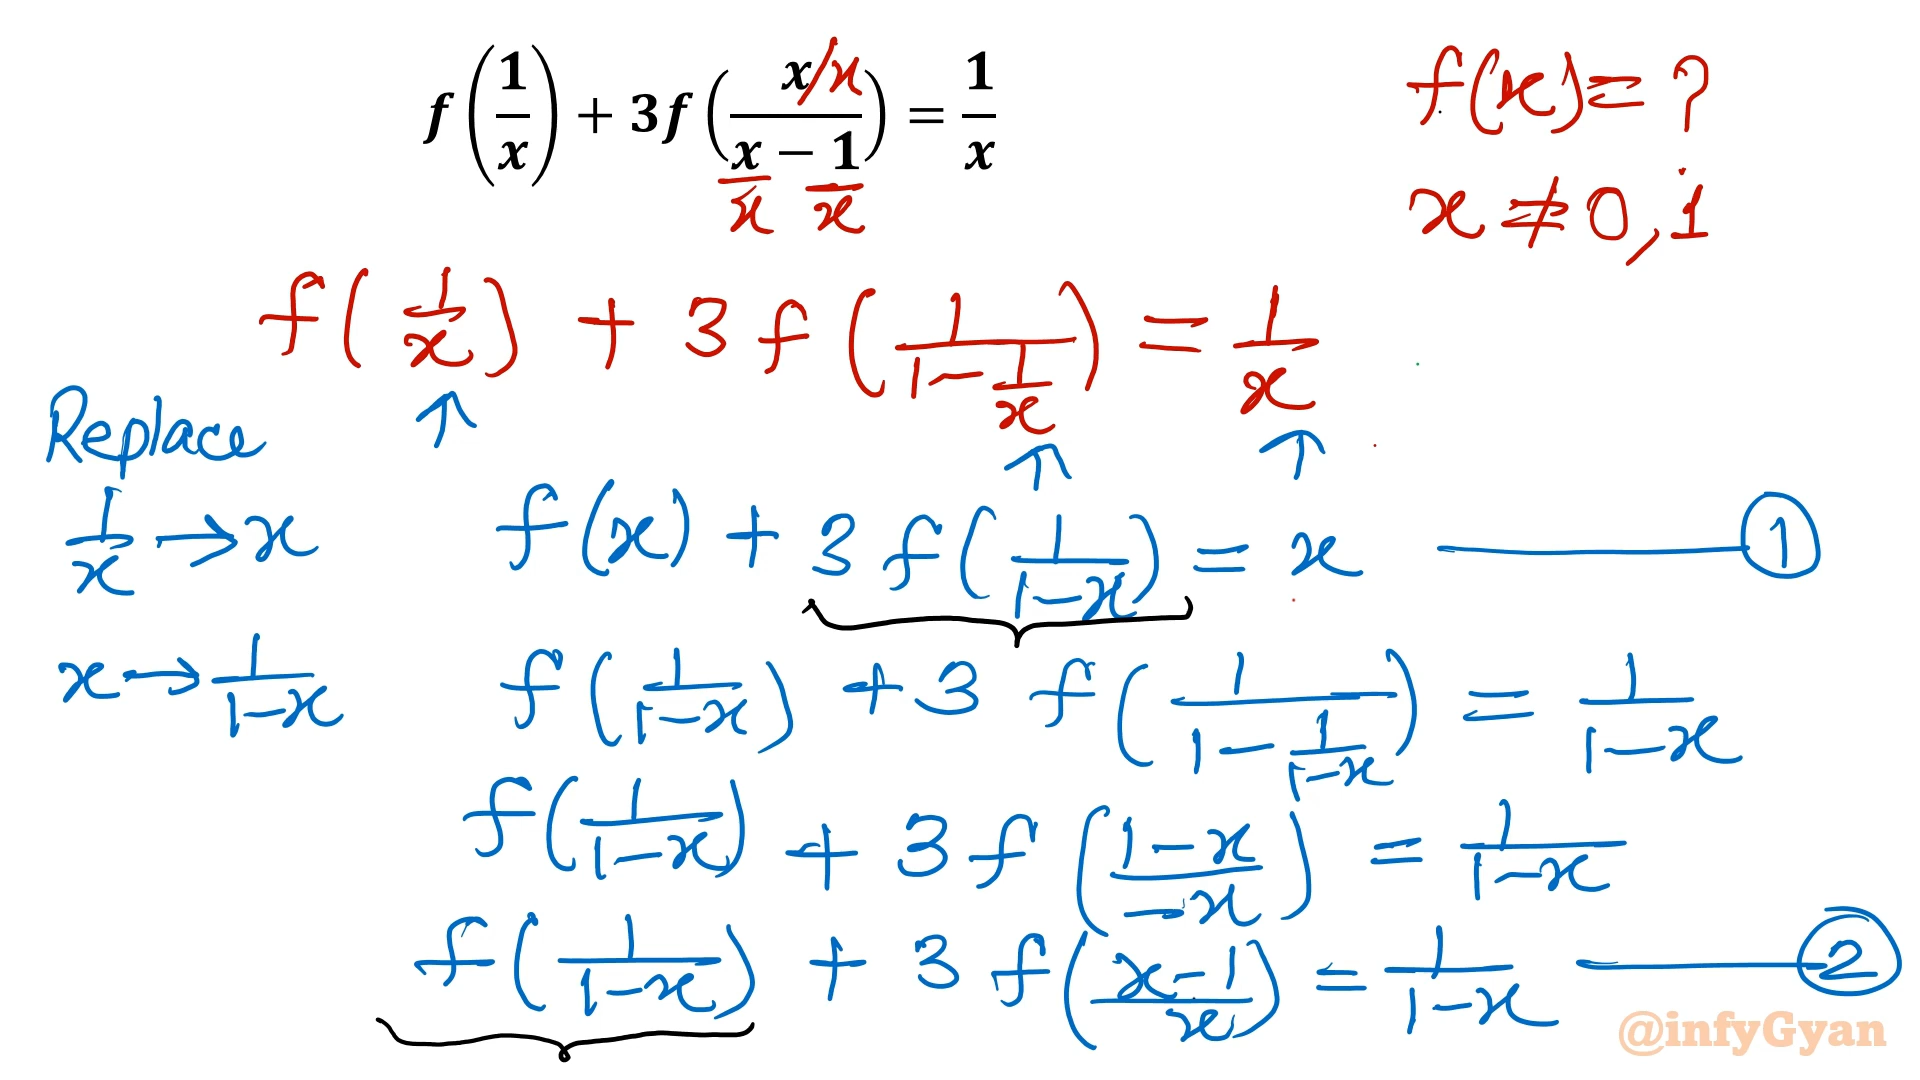 f(1/x) + 3f(x/x / (x/x − 1/x)) = 1/x
f(x) = ?
x ≠ 0, 1
f(1/x) + 3f(1/(1 − 1/x)) = 1/x
Replace
1/x → x
f(x) + 3f(1/(1−x)) = x ——— ①
x → 1/(1−x)
f(1/(1−x)) + 3f(1/(1 − 1/(1−x))) = 1/(1−x)
f(1/(1−x)) + 3f((1−x)/(−x)) = 1/(1−x)
f(1/(1−x)) + 3f((x−1)/x) = 1/(1−x) ——— ②
@infyGyan